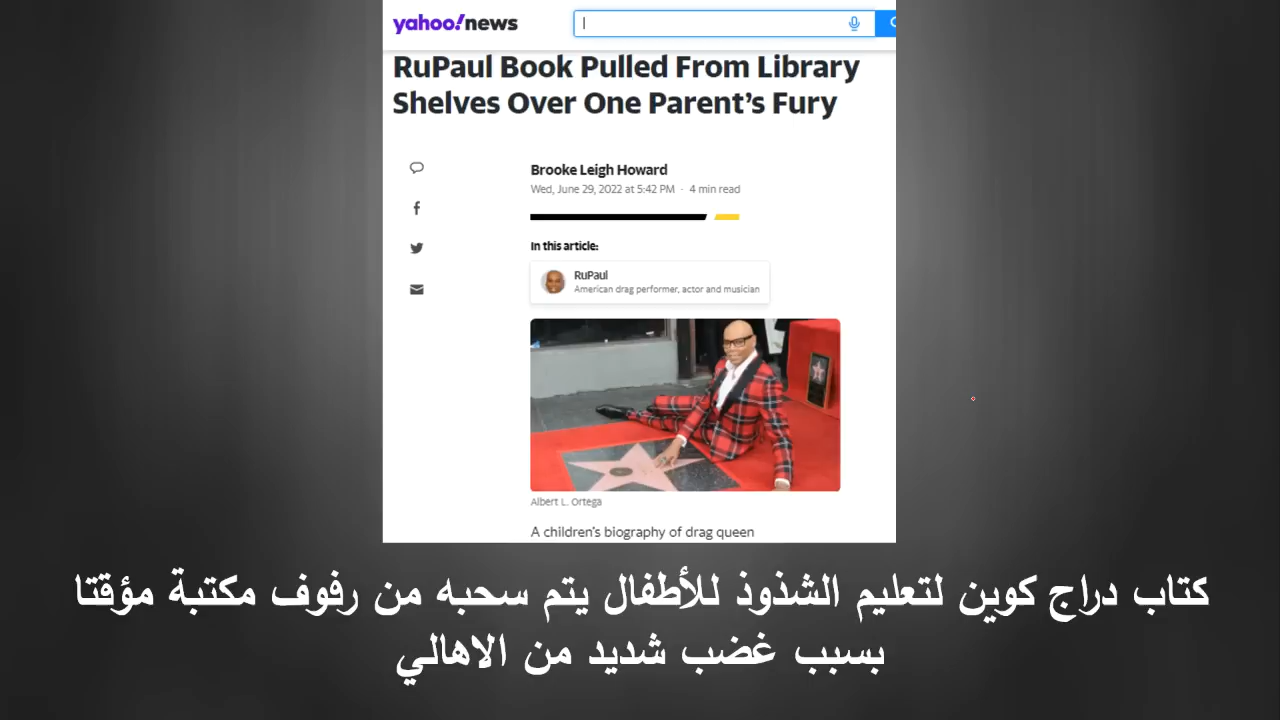 yahoo!news
RuPaul Book Pulled From Library
Shelves Over One Parent's Fury
Brooke Leigh Howard
Wed, June 29, 2022 at 5:42 PM · 4 min read
In this article:
RuPaul
American drag performer, actor and musician
Albert L. Ortega
A children's biography of drag queen
كتاب دراج كوين لتعليم الشذوذ للأطفال يتم سحبه من رفوف مكتبة مؤقتا
بسبب غضب شديد من الاهالي